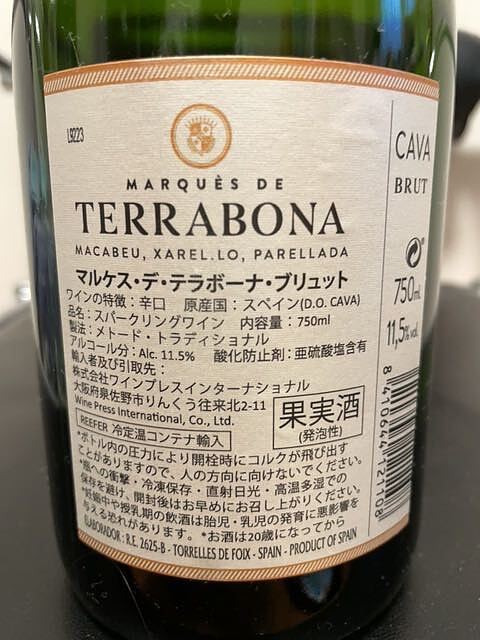 L9223
MARQUÈS DE
TERRABONA
MACABEU, XAREL.LO, PARELLADA
マルケス・デ・テラボーナ・ブリュット
ワインの特徴：辛口 原産国：スペイン(D.O. CAVA)
品名：スパークリングワイン 内容量：750ml
製法：メトード・トラディショナル
アルコール分：Alc. 11.5% 酸化防止剤：亜硫酸塩含有
輸入者及び引取先：
株式会社ワインプレスインターナショナル
大阪府泉佐野市りんくう往来北2-11
Wine Press International, Co., Ltd.
果実酒
(発泡性)
REEFER 冷定温コンテナ輸入
*ボトル内の圧力により開栓時にコルクが飛び出す
ことがありますので、人の方向に向けないでください。
*瓶への衝撃・冷凍保存・直射日光・高温多湿での
保存を避け、開封後はお早めにお召し上がりください。
*妊娠中や授乳期の飲酒は胎児・乳児の発育に悪影響を
与える恐れがあります。*お酒は20歳になってから
ELABORADOR : R.E. 2625-B - TORRELLES DE FOIX - SPAIN - PRODUCT OF SPAIN
CAVA
BRUT
750mL
11,5% vol.
8 410644 121108